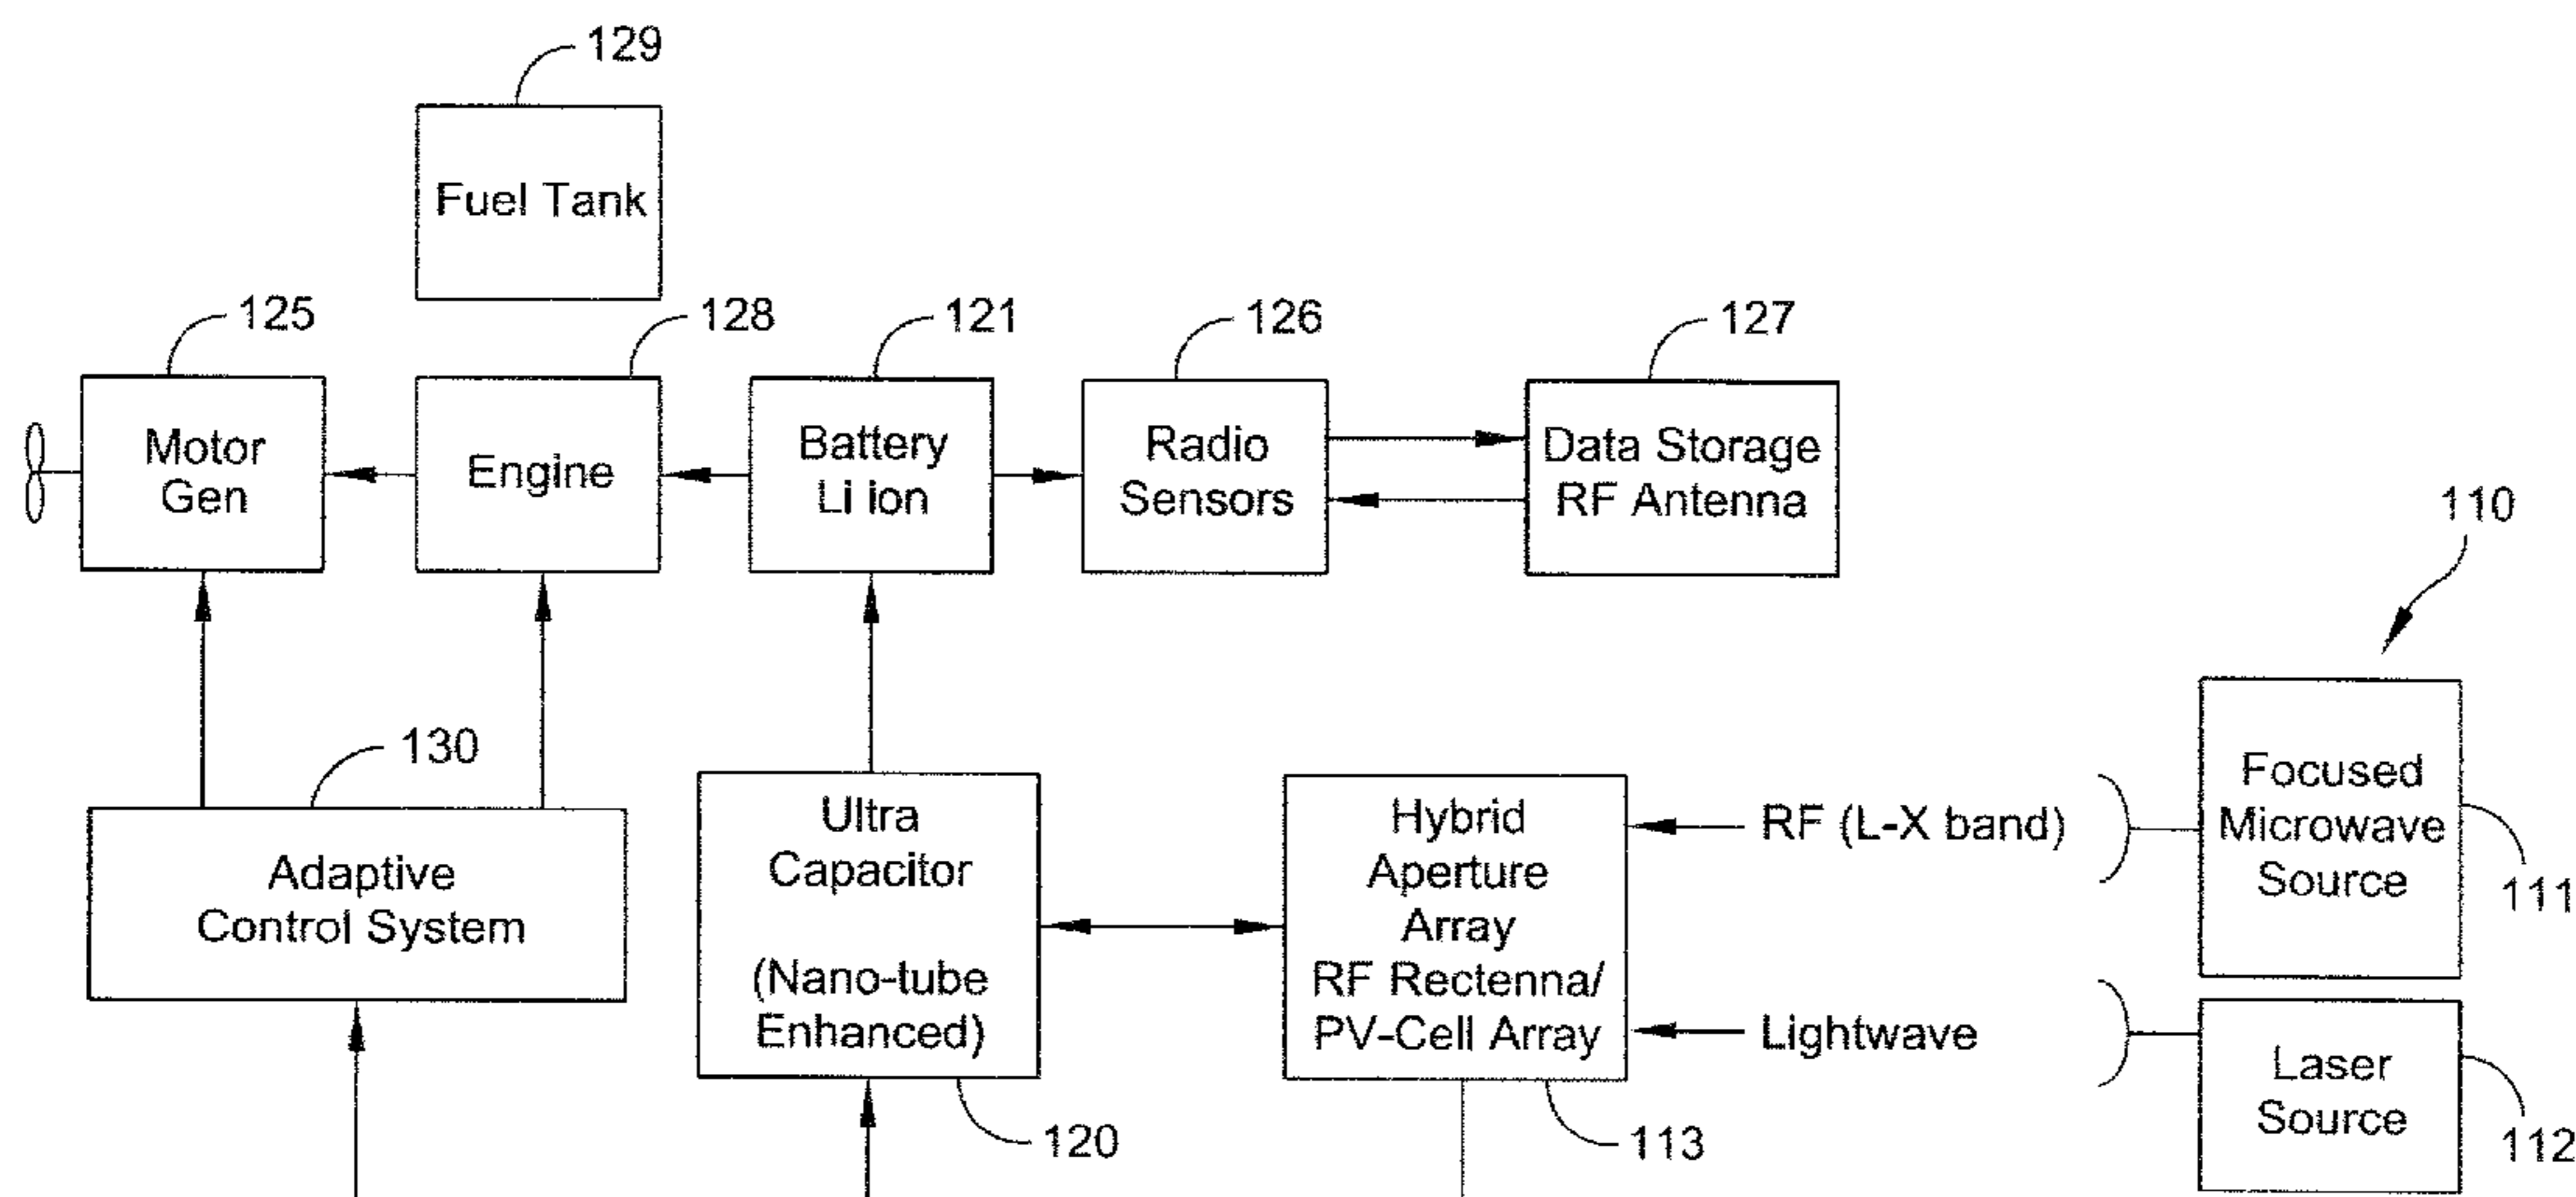 129
Fuel Tank
125
128
121
126
127
Motor
Gen
Engine
Battery
Li ion
Radio
Sensors
Data Storage
RF Antenna
110
130
Adaptive
Control System
Ultra
Capacitor
(Nano-tube
Enhanced)
120
Hybrid
Aperture
Array
RF Rectenna/
PV-Cell Array
113
RF (L-X band)
Lightwave
Focused
Microwave
Source
111
Laser
Source
112